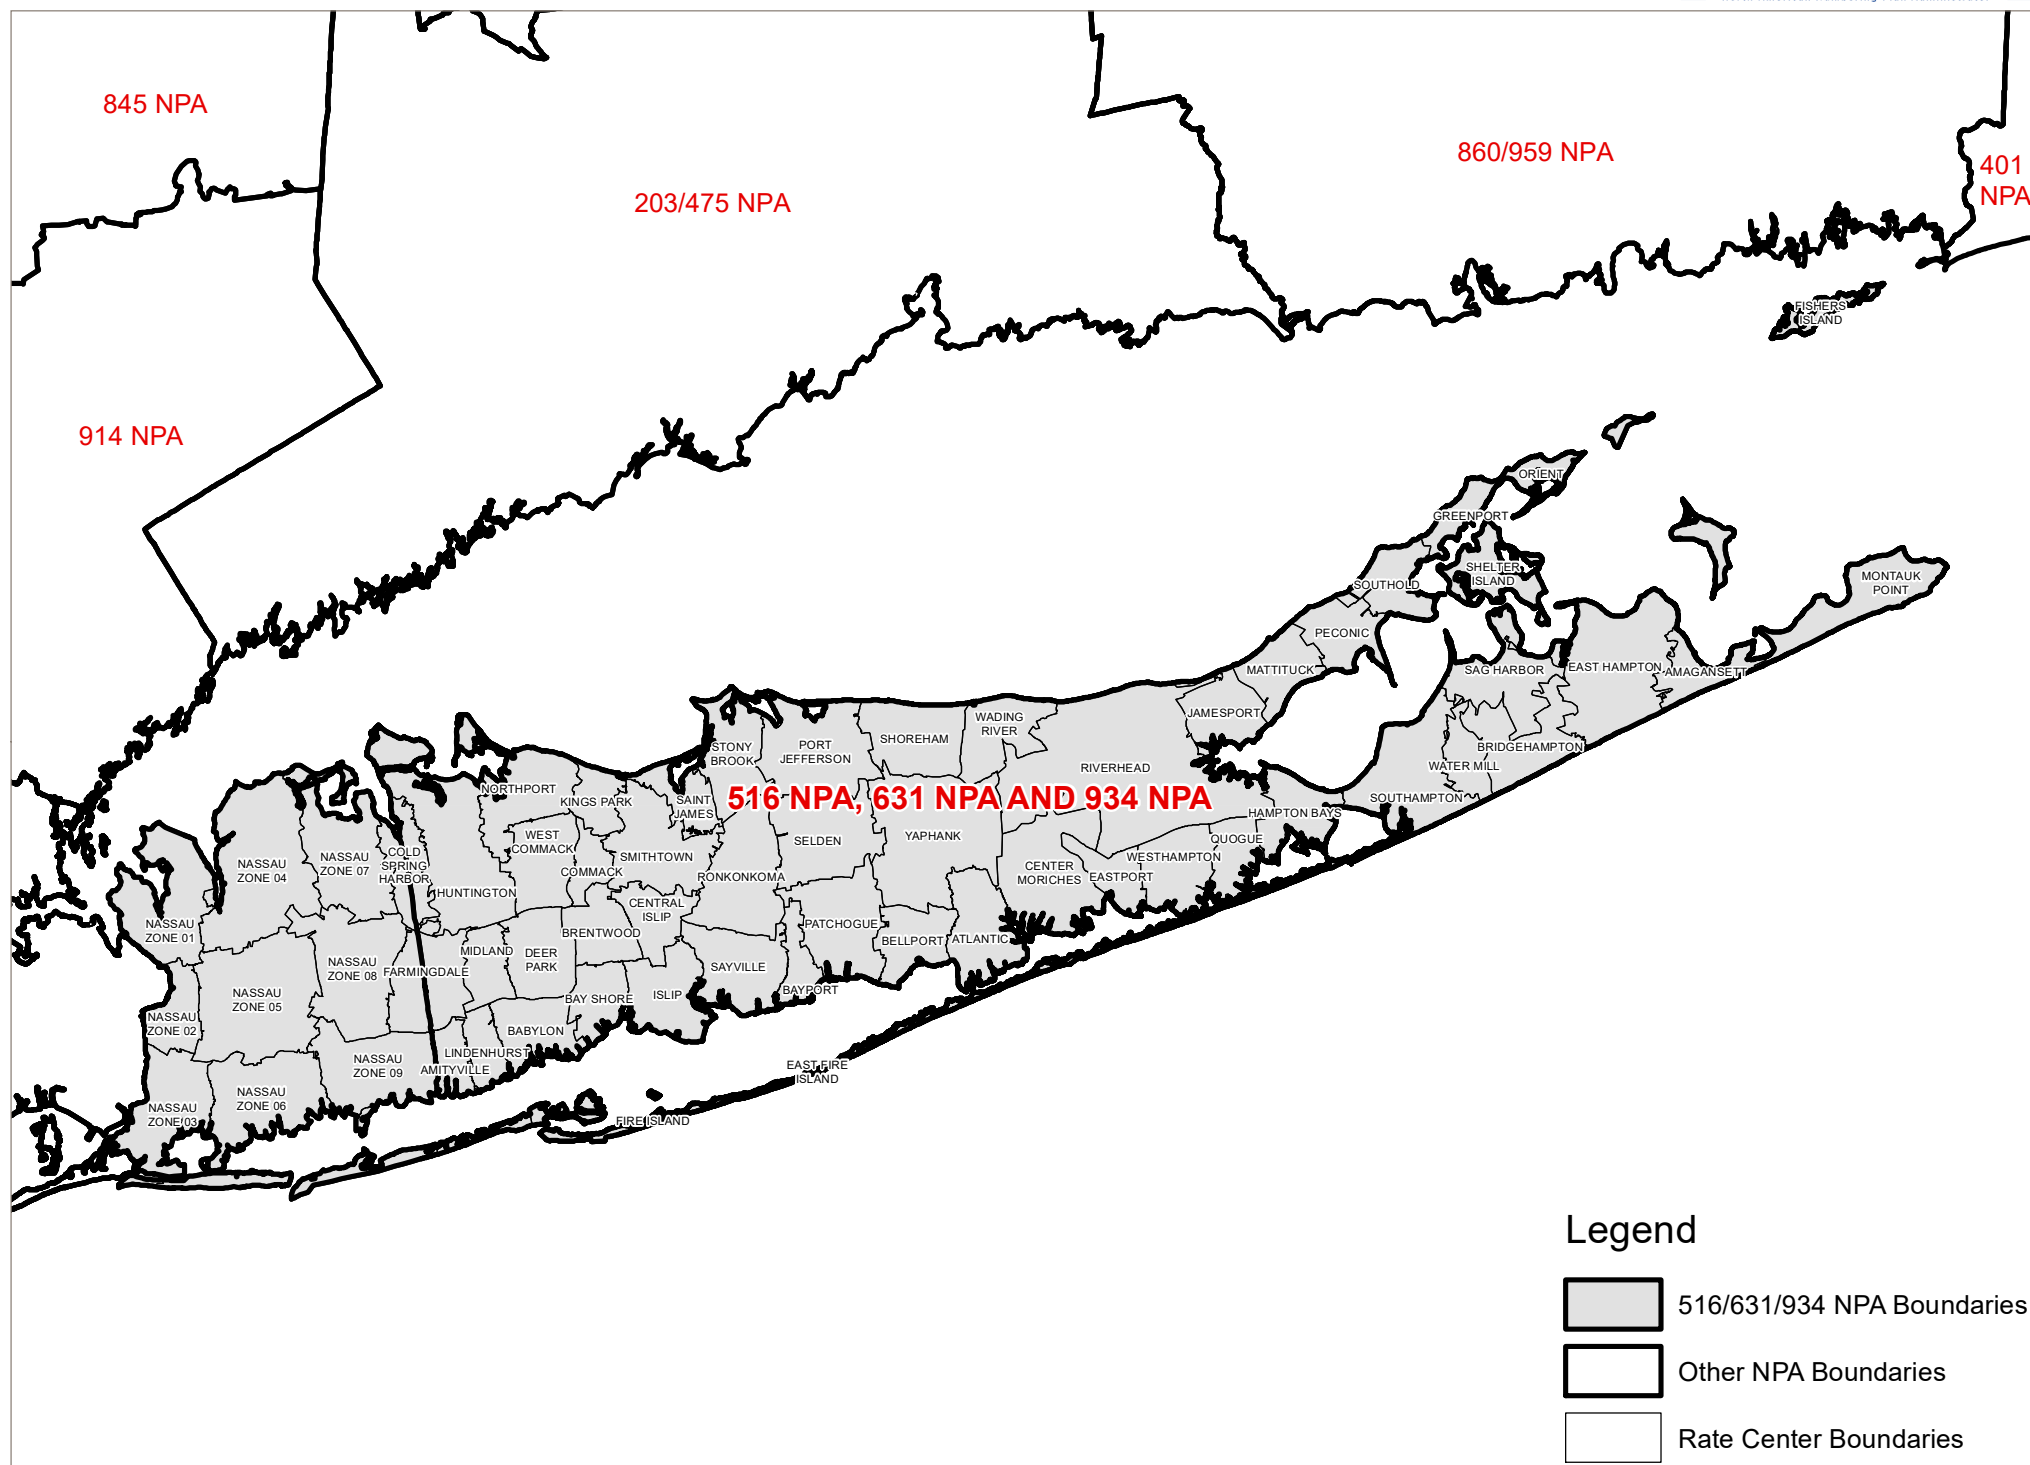 845 NPA
860/959 NPA
401
NPA
203/475 NPA
FISHERS
ISLAND
914 NPA
ORIENT
GREENPORT
SHELTER
ISLAND
SOUTHOLD
MONTAUK
POINT
PECONIC
MATTITUCK
SAG HARBOR
EAST HAMPTON
AMAGANSETT
JAMESPORT
WADING
RIVER
SHOREHAM
PORT
JEFFERSON
STONY
BROOK
BRIDGEHAMPTON
WATER MILL
RIVERHEAD
NORTHPORT
KINGS PARK
SAINT
JAMES
516 NPA, 631 NPA AND 934 NPA
SOUTHAMPTON
HAMPTON BAYS
WEST
COMMACK
SELDEN
YAPHANK
QUOGUE
COLD
SPRING
HARBOR
NASSAU
ZONE 07
NASSAU
ZONE 04
SMITHTOWN
WESTHAMPTON
COMMACK
RONKONKOMA
CENTER
MORICHES
EASTPORT
HUNTINGTON
CENTRAL
ISLIP
NASSAU
ZONE 01
BRENTWOOD
PATCHOGUE
BELLPORT
ATLANTIC
MIDLAND
DEER
PARK
NASSAU
ZONE 08
FARMINGDALE
SAYVILLE
NASSAU
ZONE 05
BAY SHORE
ISLIP
BAYPORT
NASSAU
ZONE 02
BABYLON
LINDENHURST
NASSAU
ZONE 09
AMITYVILLE
EAST FIRE
ISLAND
NASSAU
ZONE 06
NASSAU
ZONE 03
FIRE ISLAND
Legend
516/631/934 NPA Boundaries
Other NPA Boundaries
Rate Center Boundaries